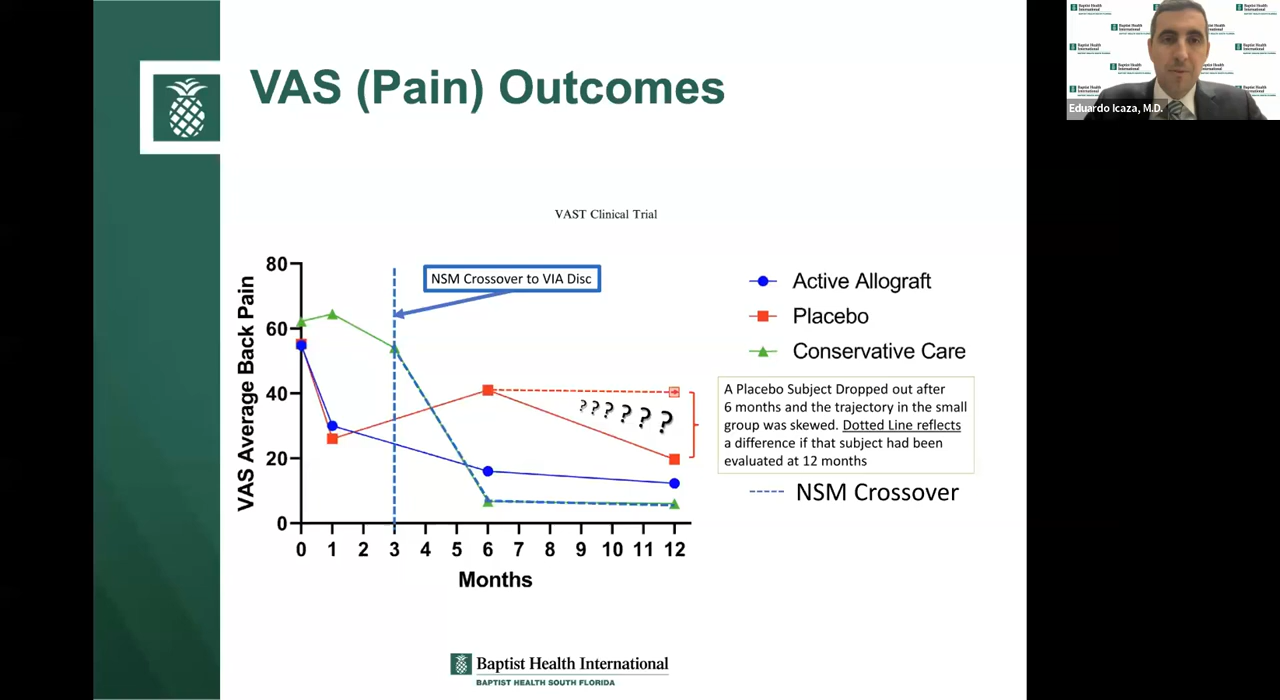 VAS (Pain) Outcomes
Eduardo Icaza, M.D.
VAST Clinical Trial
VAS Average Back Pain
80
60
40
20
0
NSM Crossover to VIA Disc
? ? ? ? ? ?
0 1 2 3 4 5 6 7 8 9 10 11 12
Months
Active Allograft
Placebo
Conservative Care
A Placebo Subject Dropped out after
6 months and the trajectory in the small
group was skewed. Dotted Line reflects
a difference if that subject had been
evaluated at 12 months
NSM Crossover
Baptist Health International
BAPTIST HEALTH SOUTH FLORIDA